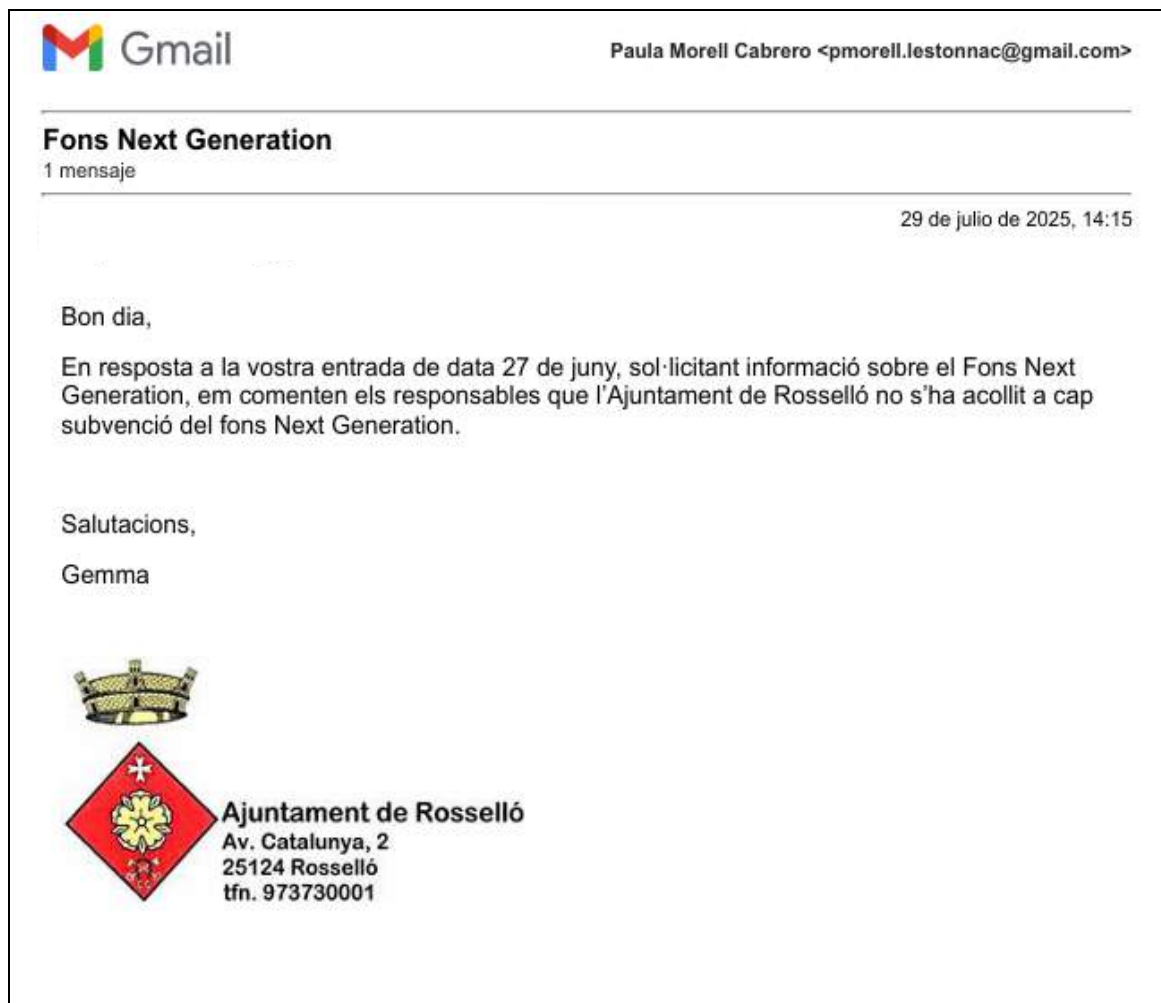 Gmail
Paula Morell Cabrero <pmorell.lestonnac@gmail.com>
Fons Next Generation
1 mensaje
29 de julio de 2025, 14:15
Bon dia,
En resposta a la vostra entrada de data 27 de juny, sol·licitant informació sobre el Fons Next
Generation, em comenten els responsables que l’Ajuntament de Rosselló no s’ha acollit a cap
subvenció del fons Next Generation.
Salutacions,
Gemma
Ajuntament de Rosselló
Av. Catalunya, 2
25124 Rosselló
tfn. 973730001